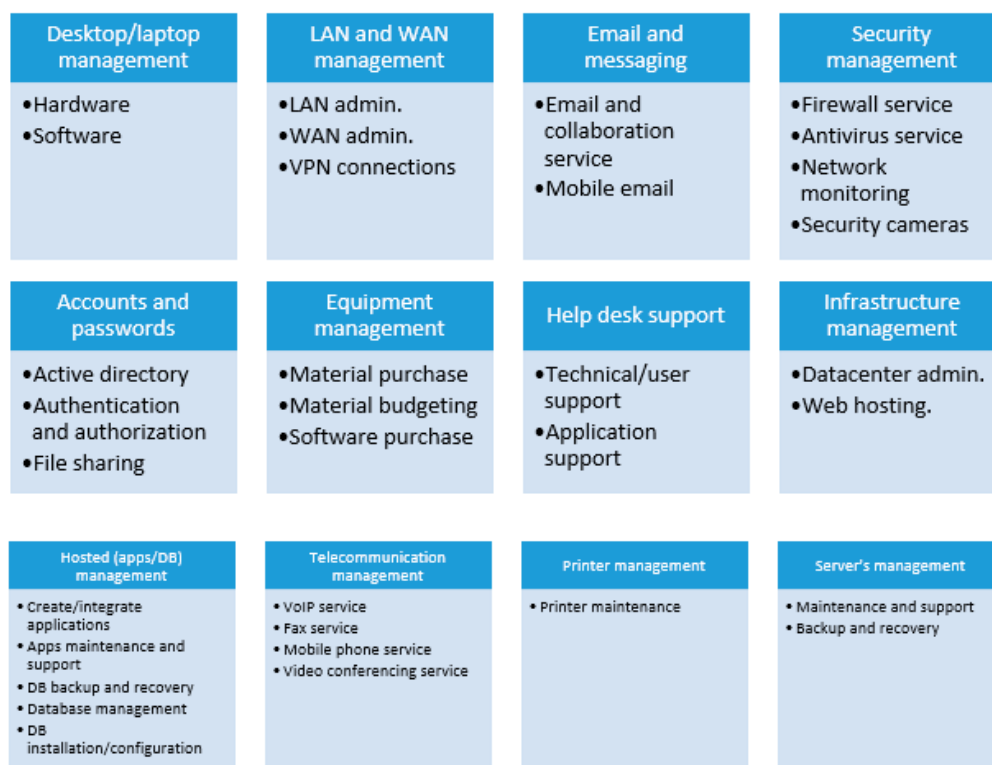 Desktop/laptop
management
•Hardware
•Software
LAN and WAN
management
•LAN admin.
•WAN admin.
•VPN connections
Email and
messaging
•Email and
collaboration
service
•Mobile email
Security
management
•Firewall service
•Antivirus service
•Network
monitoring
•Security cameras
Accounts and
passwords
•Active directory
•Authentication
and authorization
•File sharing
Equipment
management
•Material purchase
•Material budgeting
•Software purchase
Help desk support
•Technical/user
support
•Application
support
Infrastructure
management
•Datacenter admin.
•Web hosting.
Hosted (apps/DB)
management
• Create/integrate
applications
• Apps maintenance and
support
• DB backup and recovery
• Database management
• DB
installation/configuration
Telecommunication
management
• VoIP service
• Fax service
• Mobile phone service
• Video conferencing service
Printer management
• Printer maintenance
Server's management
• Maintenance and support
• Backup and recovery